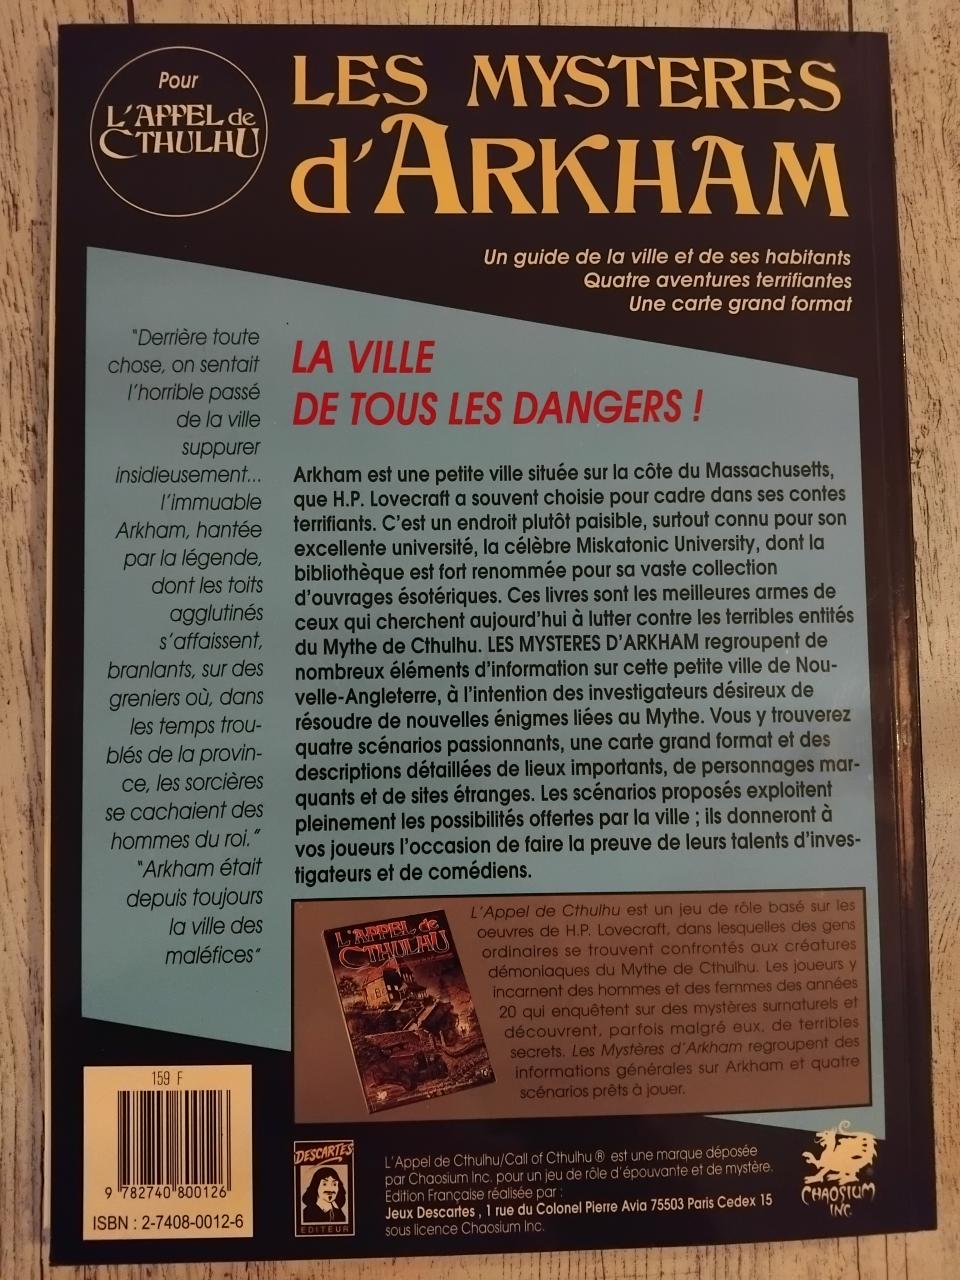 Pour
L'APPEL de
CTHULHU
LES MYSTERES
d'ARKHAM
Un guide de la ville et de ses habitants
Quatre aventures terrifiantes
Une carte grand format
"Derrière toute
chose, on sentait
l'horrible passé
de la ville
suppurer
insidieusement...
l'immuable
Arkham, hantée
par la légende,
dont les toits
agglutinés
s'affaissent,
branlants, sur des
greniers où, dans
les temps trou-
blés de la provin-
ce, les sorcières
se cachaient des
hommes du roi."
"Arkham était
depuis toujours
la ville des
maléfices"
LA VILLE
DE TOUS LES DANGERS !
Arkham est une petite ville située sur la côte du Massachusetts,
que H.P. Lovecraft a souvent choisie pour cadre dans ses contes
terrifiants. C'est un endroit plutôt paisible, surtout connu pour son
excellente université, la célèbre Miskatonic University, dont la
bibliothèque est fort renommée pour sa vaste collection
d'ouvrages ésotériques. Ces livres sont les meilleures armes de
ceux qui cherchent aujourd'hui à lutter contre les terribles entités
du Mythe de Cthulhu. LES MYSTERES D'ARKHAM regroupent de
nombreux éléments d'information sur cette petite ville de Nou-
velle-Angleterre, à l'intention des investigateurs désireux de
résoudre de nouvelles énigmes liées au Mythe. Vous y trouverez
quatre scénarios passionnants, une carte grand format et des
descriptions détaillées de lieux importants, de personnages mar-
quants et de sites étranges. Les scénarios proposés exploitent
pleinement les possibilités offertes par la ville ; ils donneront à
vos joueurs l'occasion de faire la preuve de leurs talents d'inves-
tigateurs et de comédiens.
L'APPEL de
CTHULHU
L'Appel de Cthulhu est un jeu de rôle basé sur les
oeuvres de H.P. Lovecraft, dans lesquelles des gens
ordinaires se trouvent confrontés aux créatures
démoniaques du Mythe de Cthulhu. Les joueurs y
incarnent des hommes et des femmes des années
20 qui enquêtent sur des mystères surnaturels et
découvrent, parfois malgré eux, de terribles
secrets. Les Mystères d'Arkham regroupent des
informations générales sur Arkham et quatre
scénarios prêts à jouer.
159 F
9 782740 800126
ISBN : 2-7408-0012-6
DESCARTES
EDITEUR
L'Appel de Cthulhu/Call of Cthulhu ® est une marque déposée
par Chaosium Inc. pour un jeu de rôle d'épouvante et de mystère.
Edition Française réalisée par :
Jeux Descartes , 1 rue du Colonel Pierre Avia 75503 Paris Cedex 15
sous licence Chaosium Inc.
CHAOSIUM
INC.